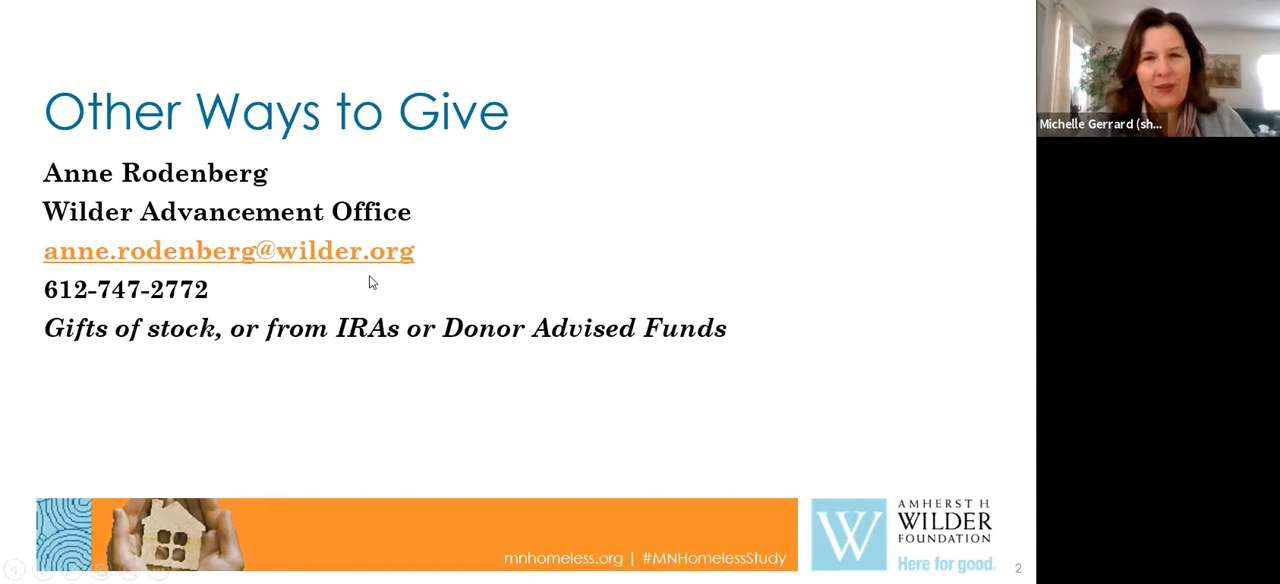 Other Ways to Give
Anne Rodenberg
Wilder Advancement Office
anne.rodenberg@wilder.org
612-747-2772
Gifts of stock, or from IRAs or Donor Advised Funds
Michelle Gerrard (sh...
mnhomeless.org | #MNHomelessStudy
W
AMHERST H.
WILDER
FOUNDATION
Here for good.
2